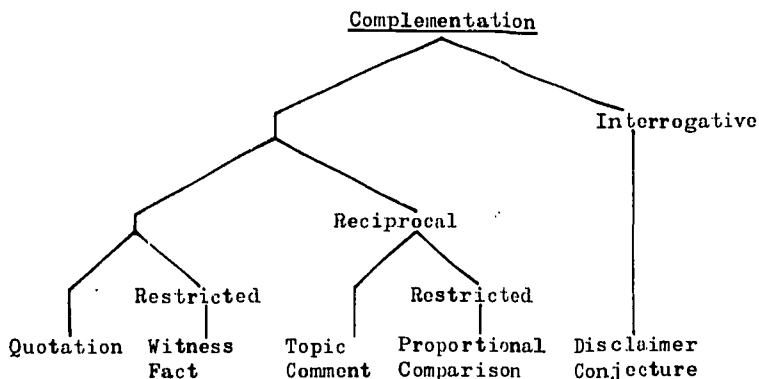 Complementation
Interrogative
Reciprocal
Restricted Restricted
Quotation Witness Topic Proportional Disclaimer
Fact Comment Comparison Conjecture